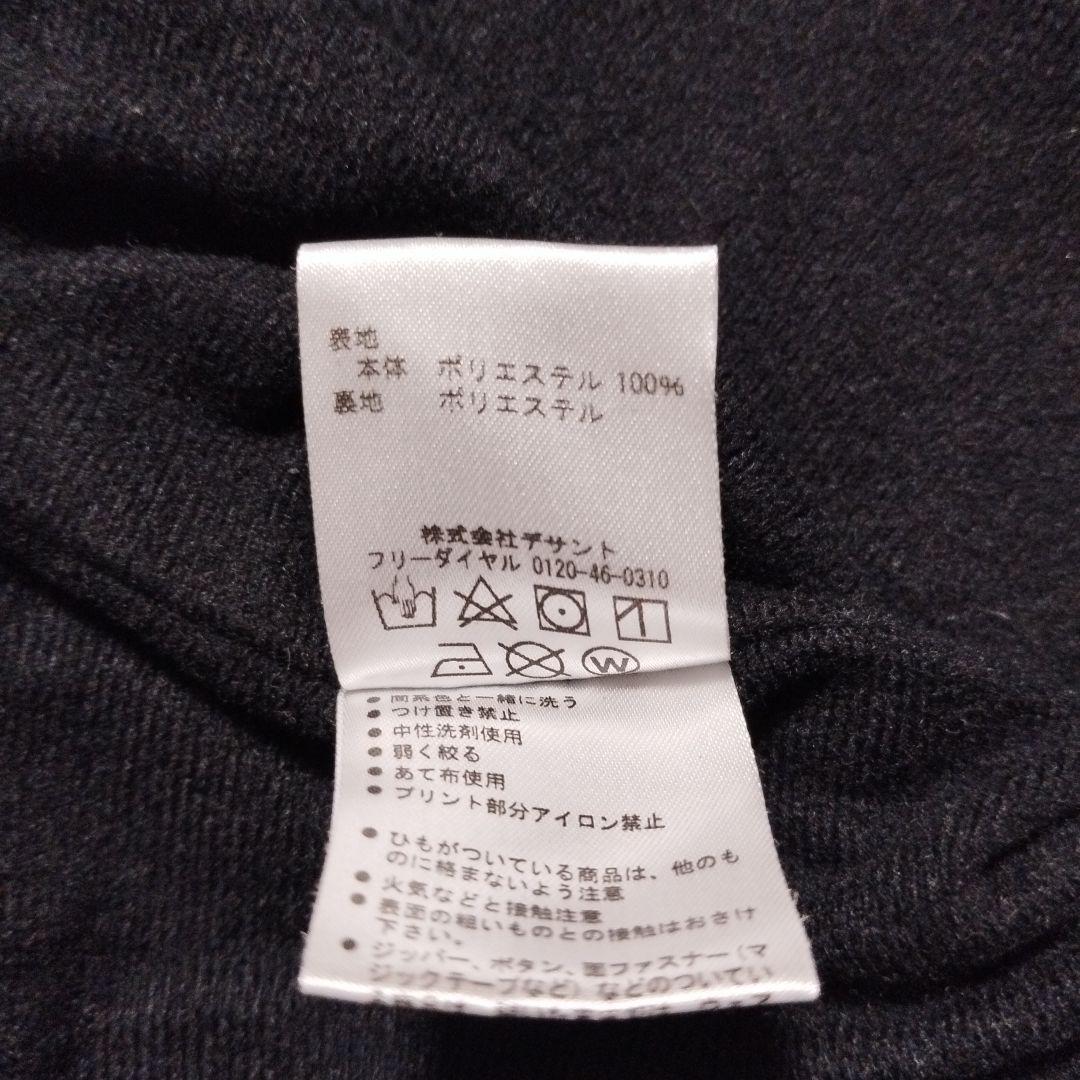 表地
本体 ポリエステル 100%
裏地 ポリエステル
株式会社デサント
フリーダイヤル 0120-46-0310
W
● 同系色と一緒に洗う
● つけ置き禁止
● 中性洗剤使用
● 弱く絞る
● あて布使用
● プリント部分アイロン禁止
● ひもがついている商品は、他のも
のに絡まないよう注意
● 火気などと接触注意
● 表面の粗いものとの接触はおさけ
下さい。
● ジッパー、ボタン、面ファスナー(マ
ジックテープなど)などのついてい